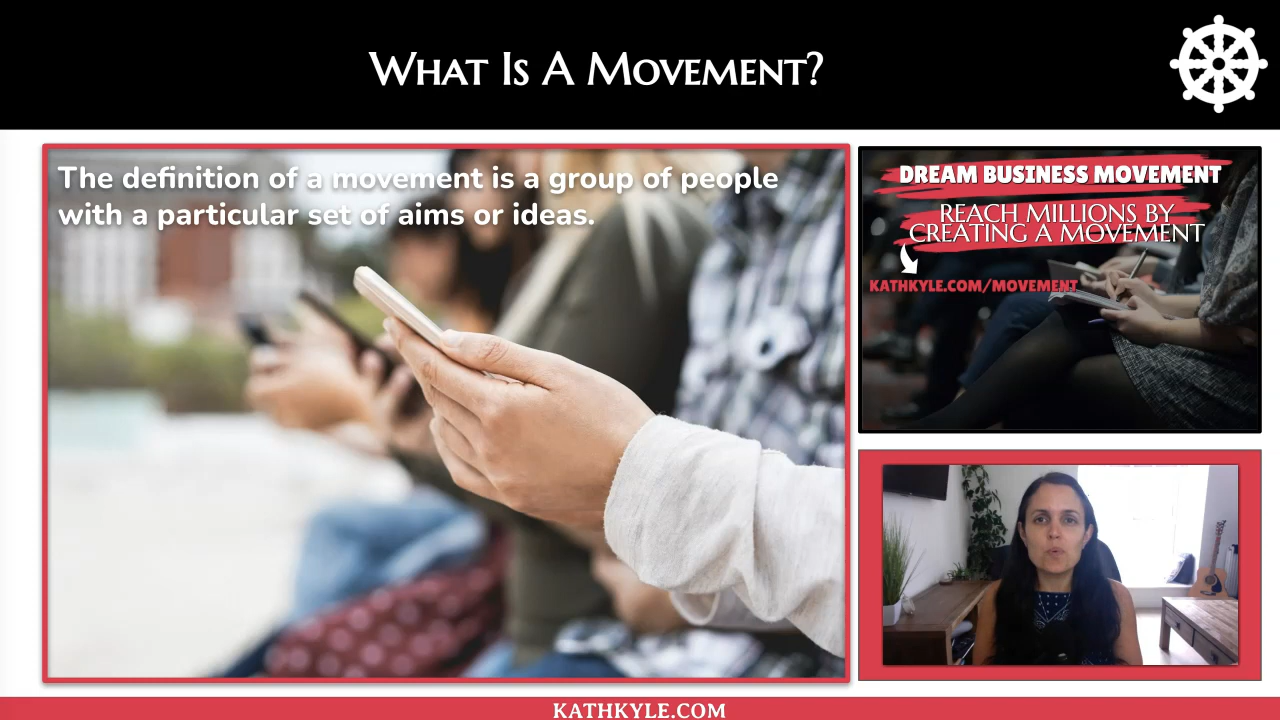 What Is A Movement?
The definition of a movement is a group of people
with a particular set of aims or ideas.
DREAM BUSINESS MOVEMENT
REACH MILLIONS BY
CREATING A MOVEMENT
KATHKYLE.COM/MOVEMENT
KATHKYLE.COM